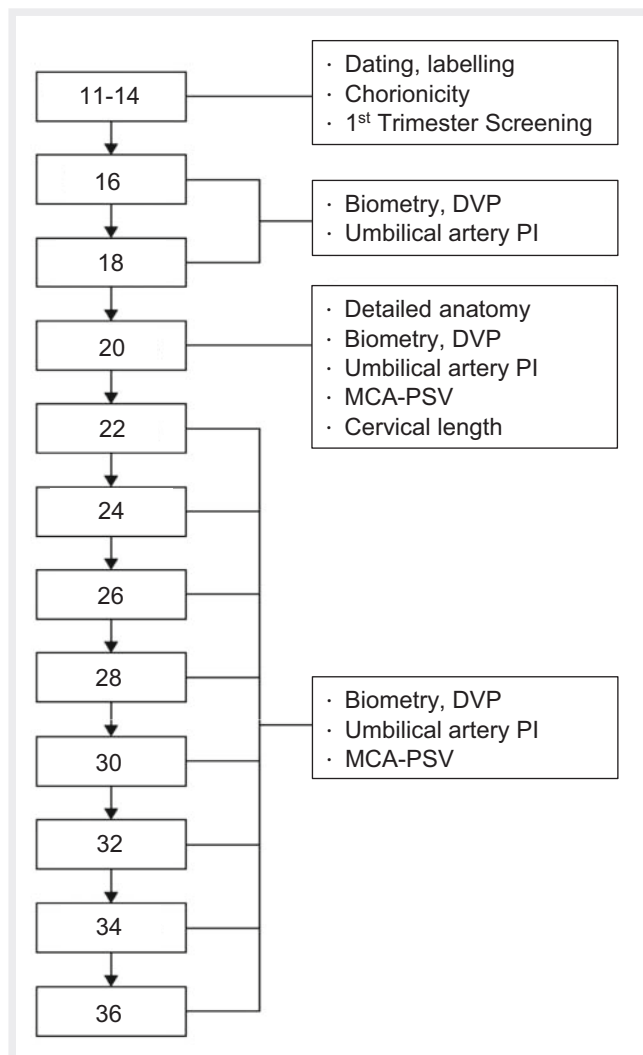 11-14
· Dating, labelling
· Chorionicity
· 1st Trimester Screening
16
18
· Biometry, DVP
· Umbilical artery PI
20
· Detailed anatomy
· Biometry, DVP
· Umbilical artery PI
· MCA-PSV
· Cervical length
22
24
26
28
30
32
34
36
· Biometry, DVP
· Umbilical artery PI
· MCA-PSV